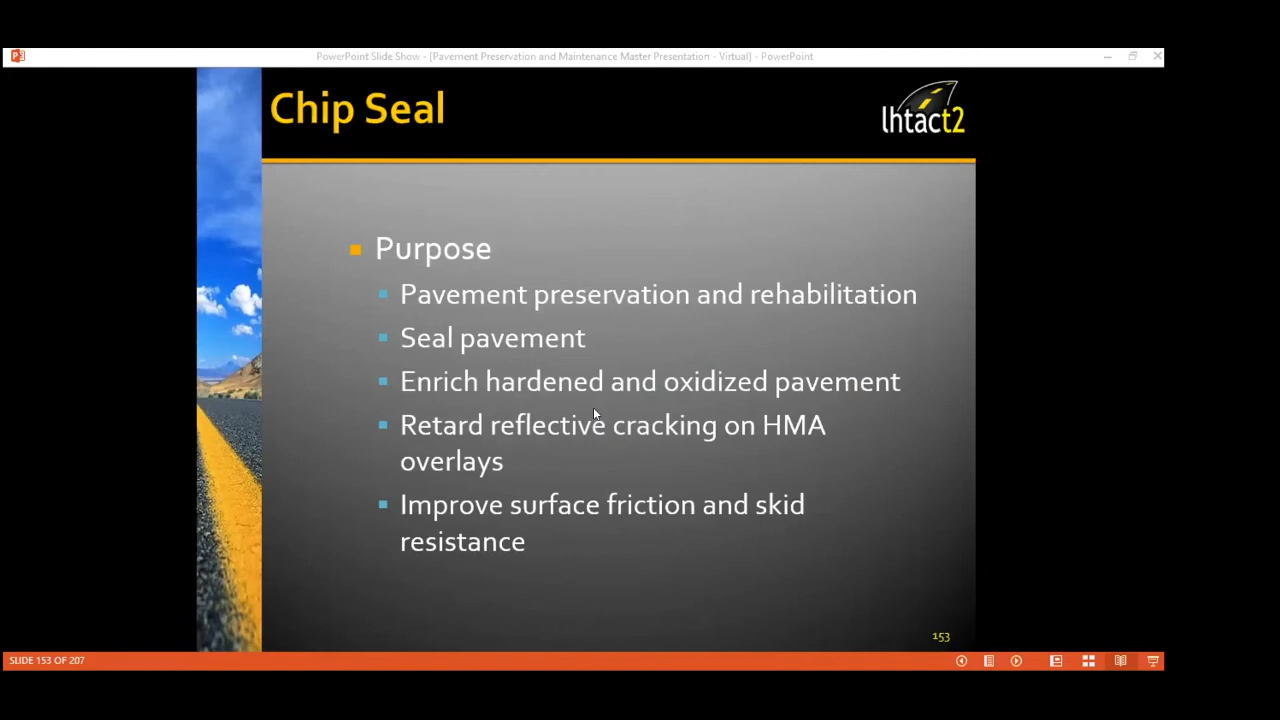 PowerPoint Slide Show - [Pavement Preservation and Maintenance Master Presentation - Virtual] - PowerPoint
Chip Seal
lhtact2
Purpose
Pavement preservation and rehabilitation
Seal pavement
Enrich hardened and oxidized pavement
Retard reflective cracking on HMA
overlays
Improve surface friction and skid
resistance
153
SLIDE 153 OF 207